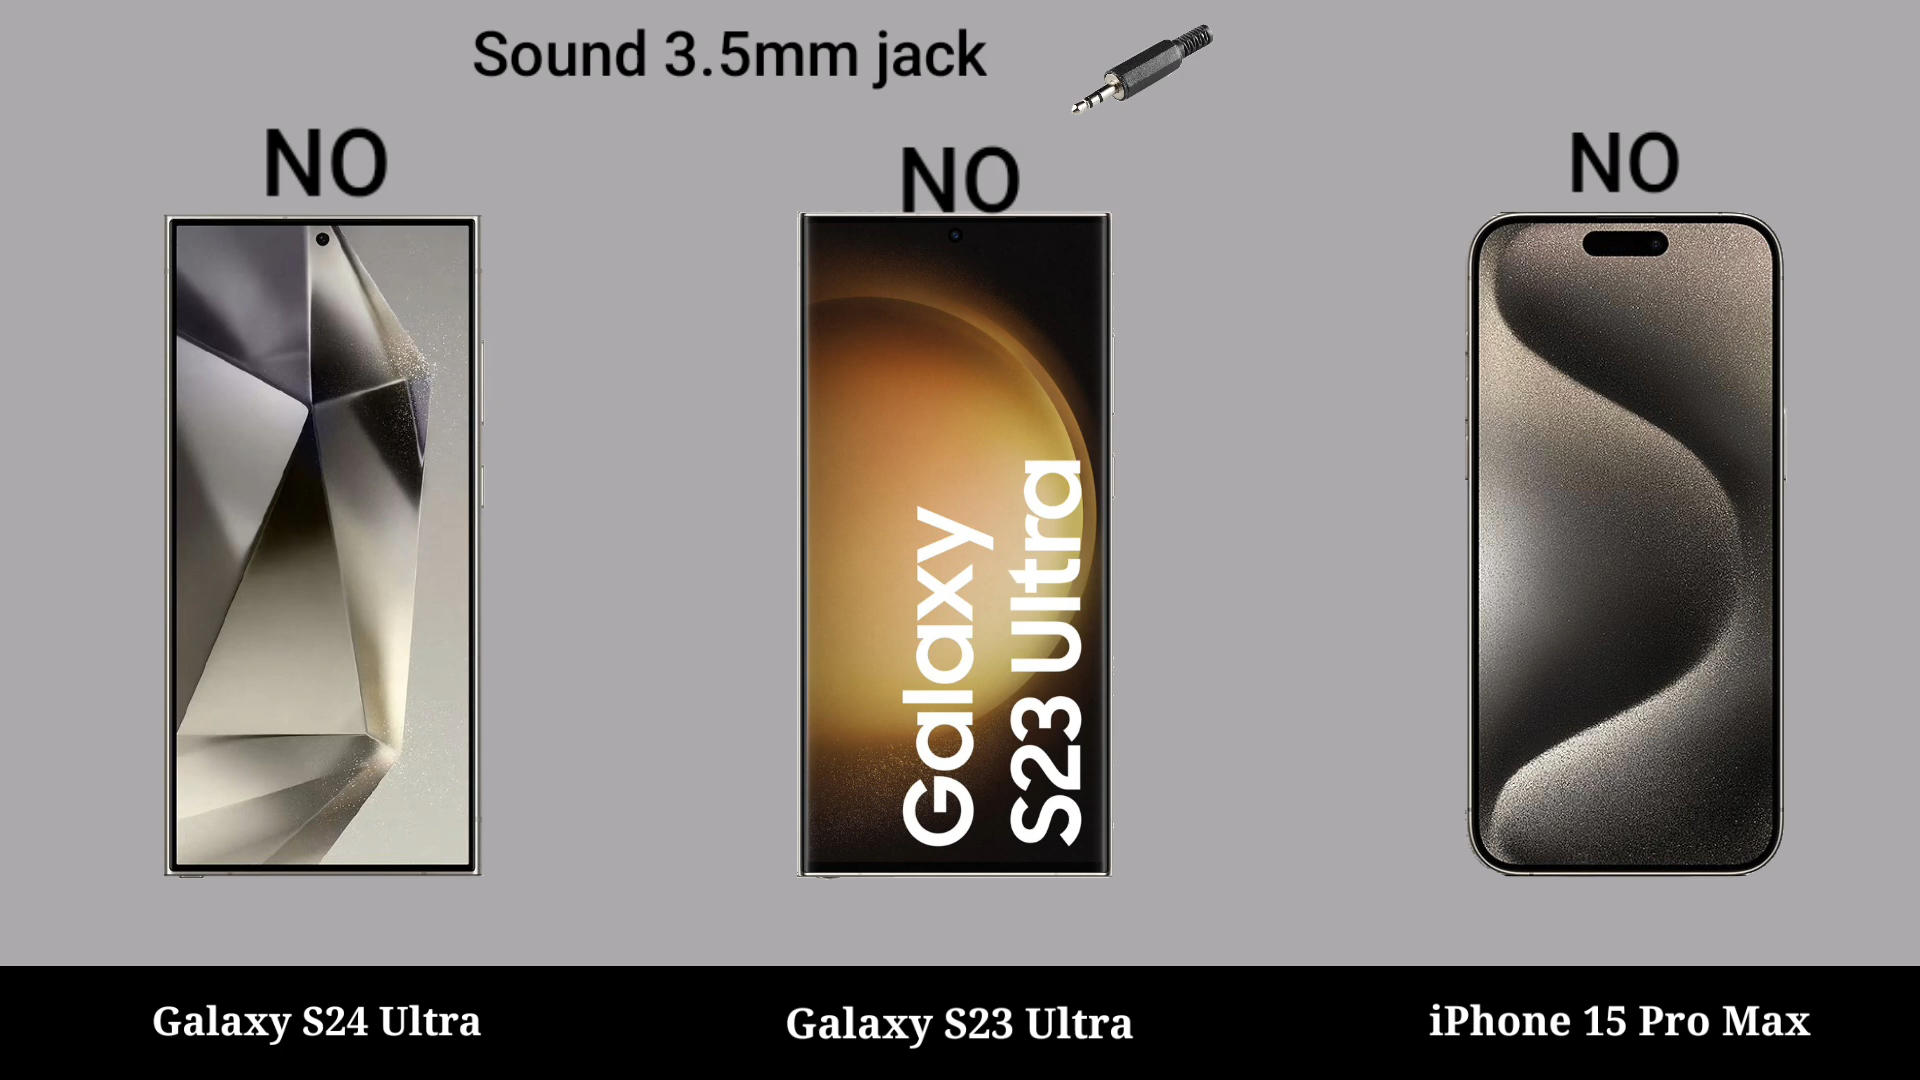 Sound 3.5mm jack
NO
NO
NO
Galaxy
S23 Ultra
Galaxy S24 Ultra
Galaxy S23 Ultra
iPhone 15 Pro Max